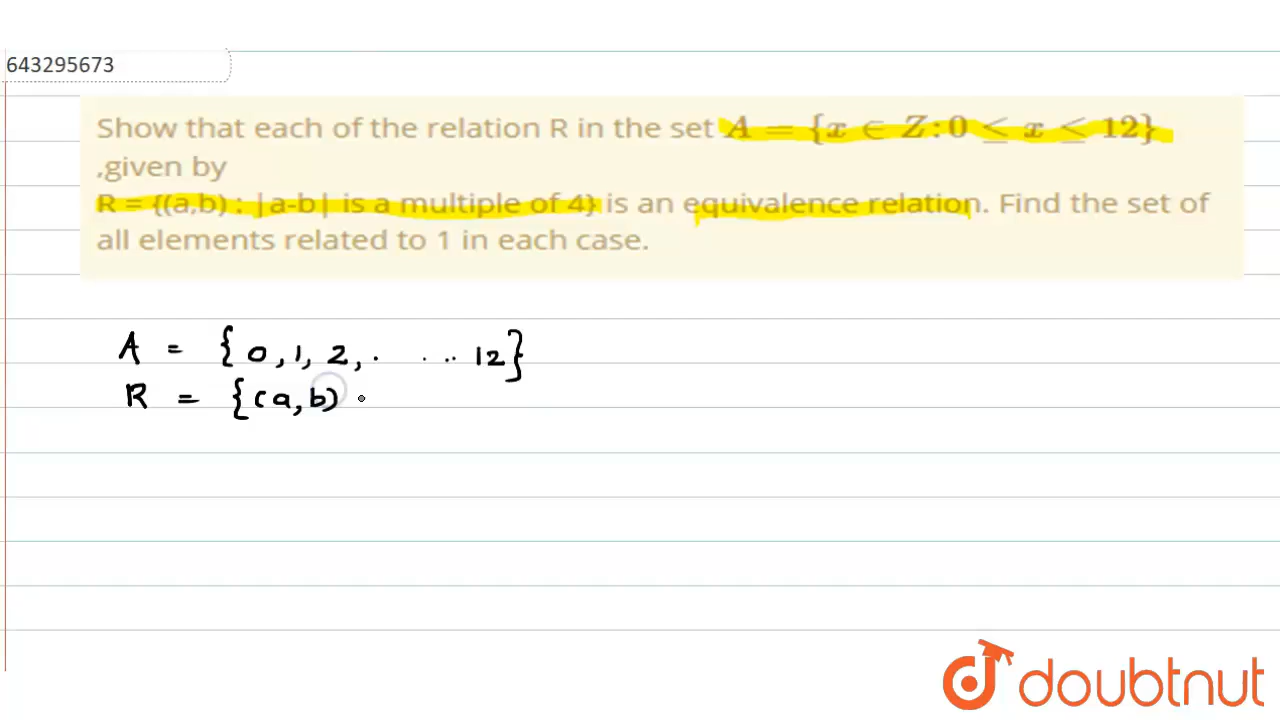 643295673
Show that each of the relation R in the set A = {x ∈ Z : 0 ≤ x ≤ 12}
,given by
R = {(a,b) : |a-b| is a multiple of 4} is an equivalence relation. Find the set of
all elements related to 1 in each case.
A = {0, 1, 2, . . .. 12}
R = {(a, b) .
doubtnut